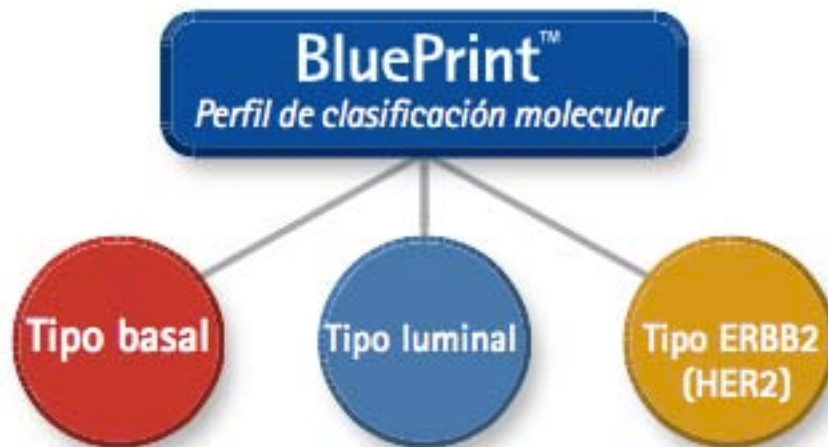 BluePrint™
Perfil de clasificación molecular
Tipo basal
Tipo luminal
Tipo ERBB2
(HER2)